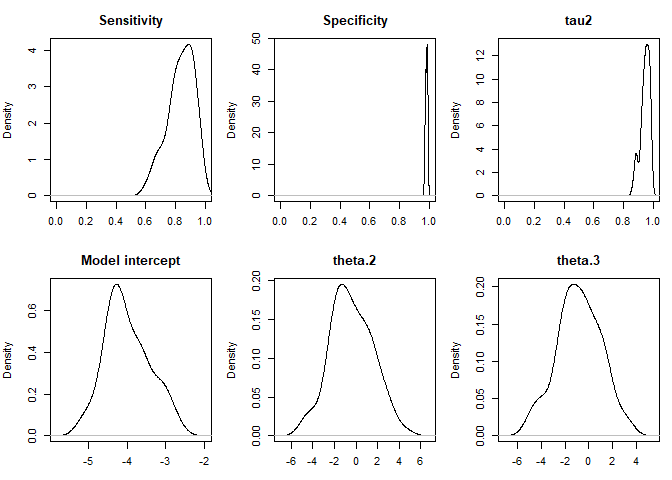 Sensitivity
Density
0 1 2 3 4
0.0 0.2 0.4 0.6 0.8 1.0
Specificity
Density
0 10 20 30 40 50
0.0 0.2 0.4 0.6 0.8 1.0
tau2
Density
0 2 4 6 8 10 12
0.0 0.2 0.4 0.6 0.8 1.0
Model intercept
Density
0.0 0.2 0.4 0.6
-5 -4 -3 -2
theta.2
Density
0.00 0.05 0.10 0.15 0.20
-6 -4 -2 0 2 4 6
theta.3
Density
0.00 0.05 0.10 0.15 0.20
-6 -4 -2 0 2 4